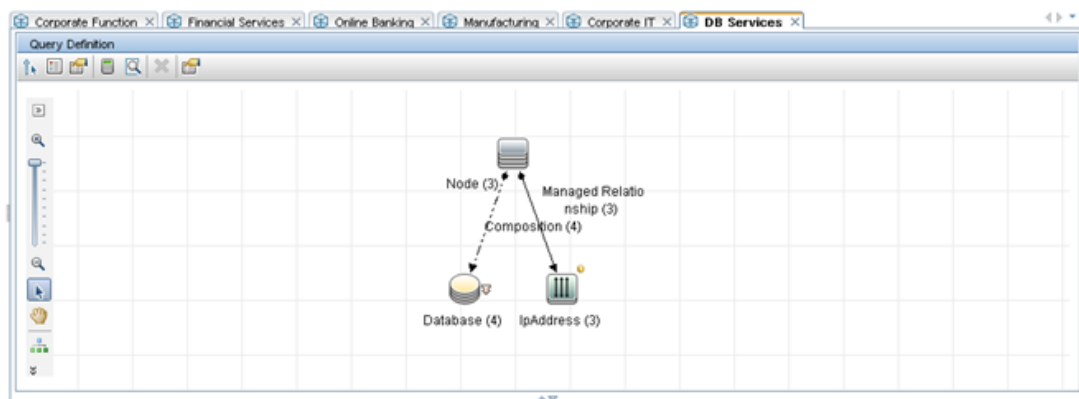 Corporate Function
Financial Services
Online Banking
Manufacturing
Corporate IT
DB Services
Query Definition
Node (3)
Managed Relatio
nship (3)
Composition (4)
Database (4)
IpAddress (3)